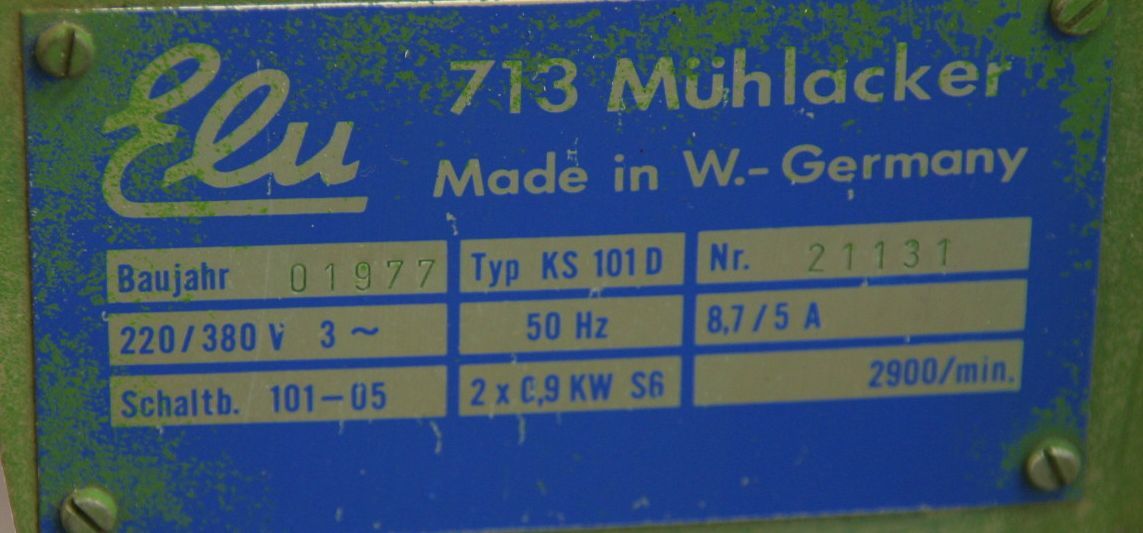 Elu
713 Mühlacker
Made in W.-Germany
Baujahr 01977 Typ KS 101 D Nr. 21131
220/380 V 3 ~ 50 Hz 8,7/5 A
Schaltb. 101-05 2 x 0,9 KW S6 2900/min.